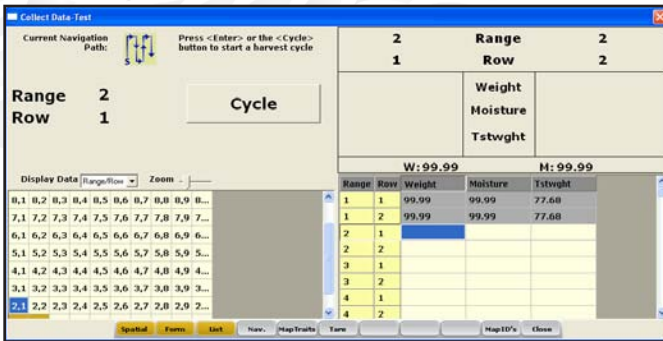 Collect Data-Test
Current Navigation Path:
S
Press <Enter> or the <Cycle> button to start a harvest cycle
Range 2
Row 1
Cycle
2 Range 2
1 Row 2
Weight
Moisture
Tstwght
W:99.99 M:99.99
Display Data Range/Row Zoom -
8,1 8,2 8,3 8,4 8,5 8,6 8,7 8,8 8,9 8...
7,1 7,2 7,3 7,4 7,5 7,6 7,7 7,8 7,9 7...
6,1 6,2 6,3 6,4 6,5 6,6 6,7 6,8 6,9 6...
5,1 5,2 5,3 5,4 5,5 5,6 5,7 5,8 5,9 5...
4,1 4,2 4,3 4,4 4,5 4,6 4,7 4,8 4,9 4...
3,1 3,2 3,3 3,4 3,5 3,6 3,7 3,8 3,9 3...
2,1 2,2 2,3 2,4 2,5 2,6 2,7 2,8 2,9 2...
Range Row Weight Moisture Tstwght
1 1 99.99 99.99 77.68
1 2 99.99 99.99 77.68
2 1
2 2
3 1
3 2
4 1
4 2
Spatial Form List Nav. MapTraits Tare MapID's Close